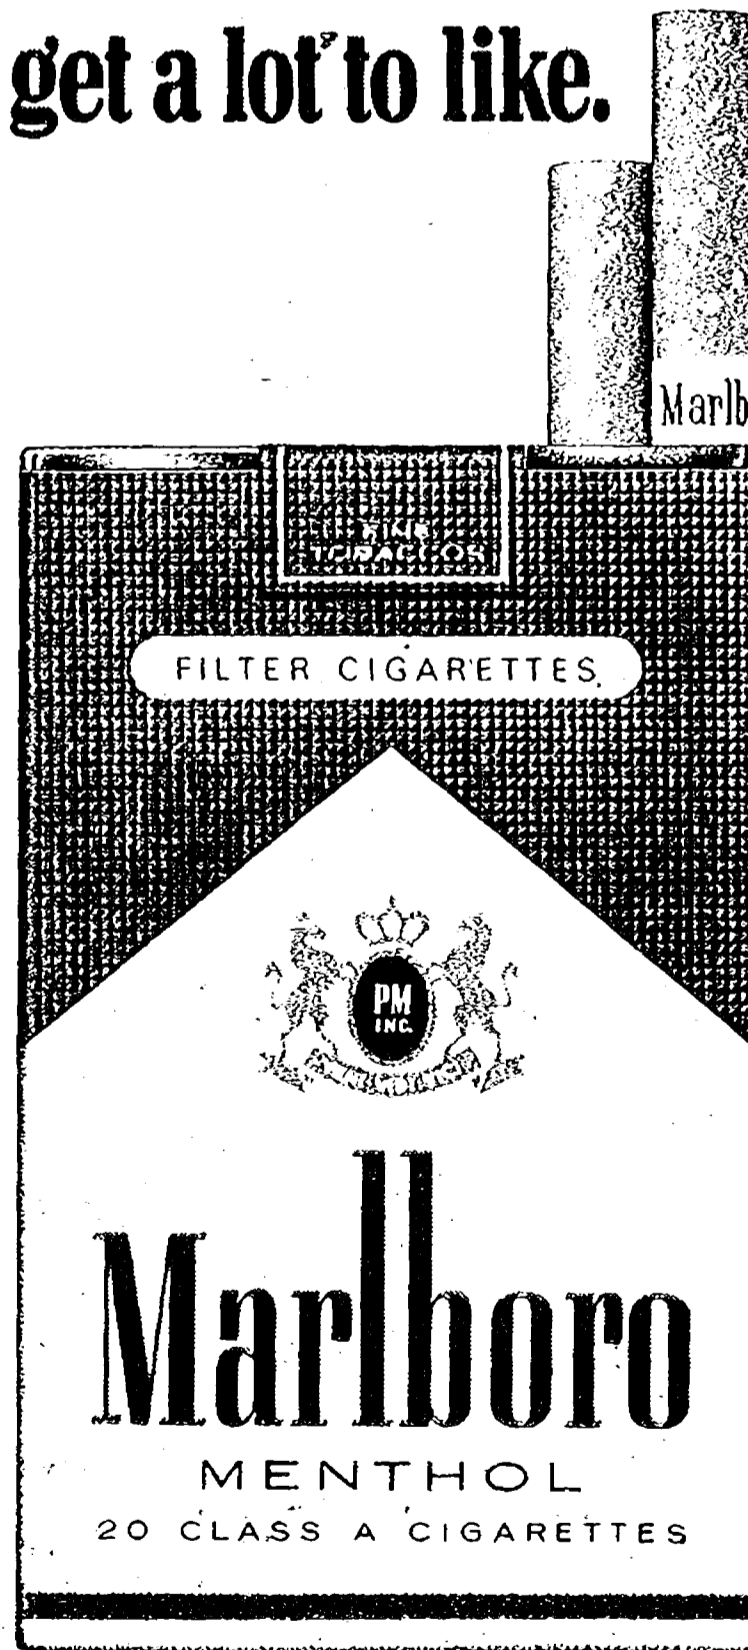 get a lot to like.
Marlb
FINE
TOBACCOS
FILTER CIGARETTES
PM
INC.
Marlboro
MENTHOL
20 CLASS A CIGARETTES